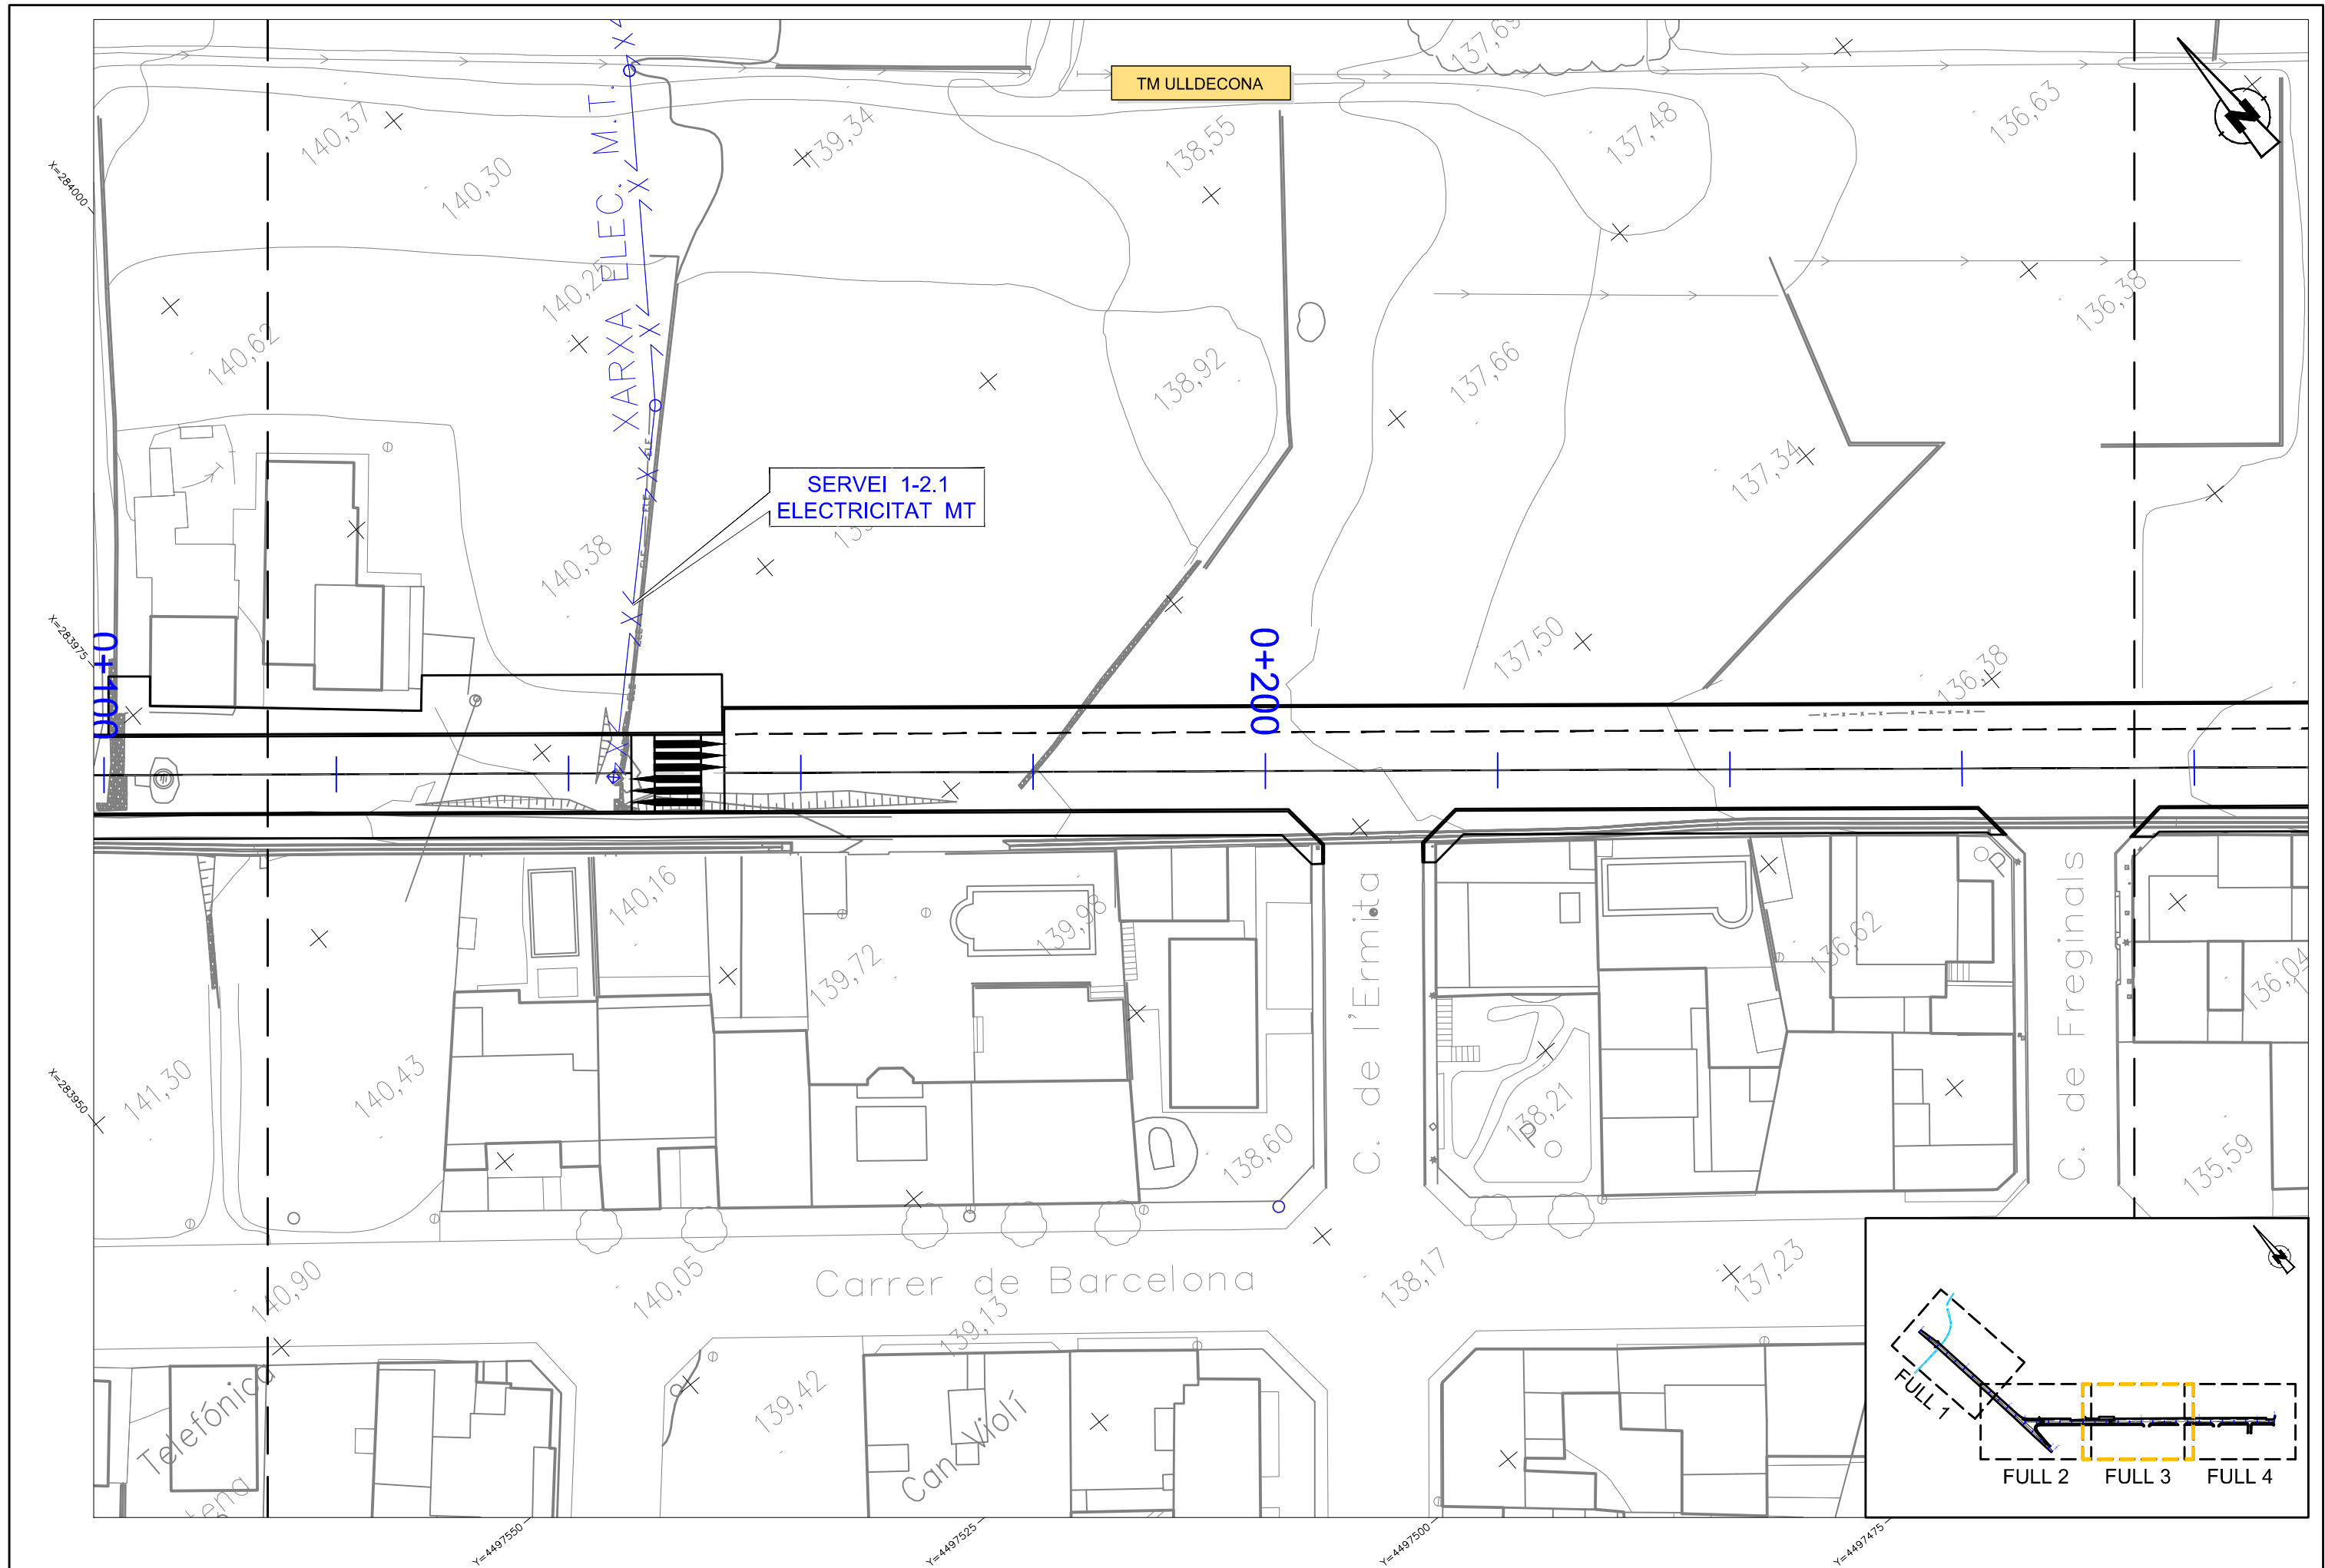 TM ULLDECONA
137,69
140,37
140,30
139,34
138,55
137,48
136,63
X=284000
XARXA ELEC. M. T.
140,25
140,62
138,92
137,66
136,38
SERVEI 1-2.1
ELECTRICITAT MT
137,34
140,38
X=283975
0+100
0+200
137,50
136,38
140,16
139,98
139,72
C. de l'Ermita
P
136,62
C. de Freginals
136,04
X=283950
141,30
140,43
138,60
138,21
P
135,59
140,90
140,05
Carrer de Barcelona
139,13
138,17
137,23
Telefónica
139,42
Can Violí
FULL 1
FULL 2
FULL 3
FULL 4
Y=4497550
Y=4497525
Y=4497500
Y=4497475